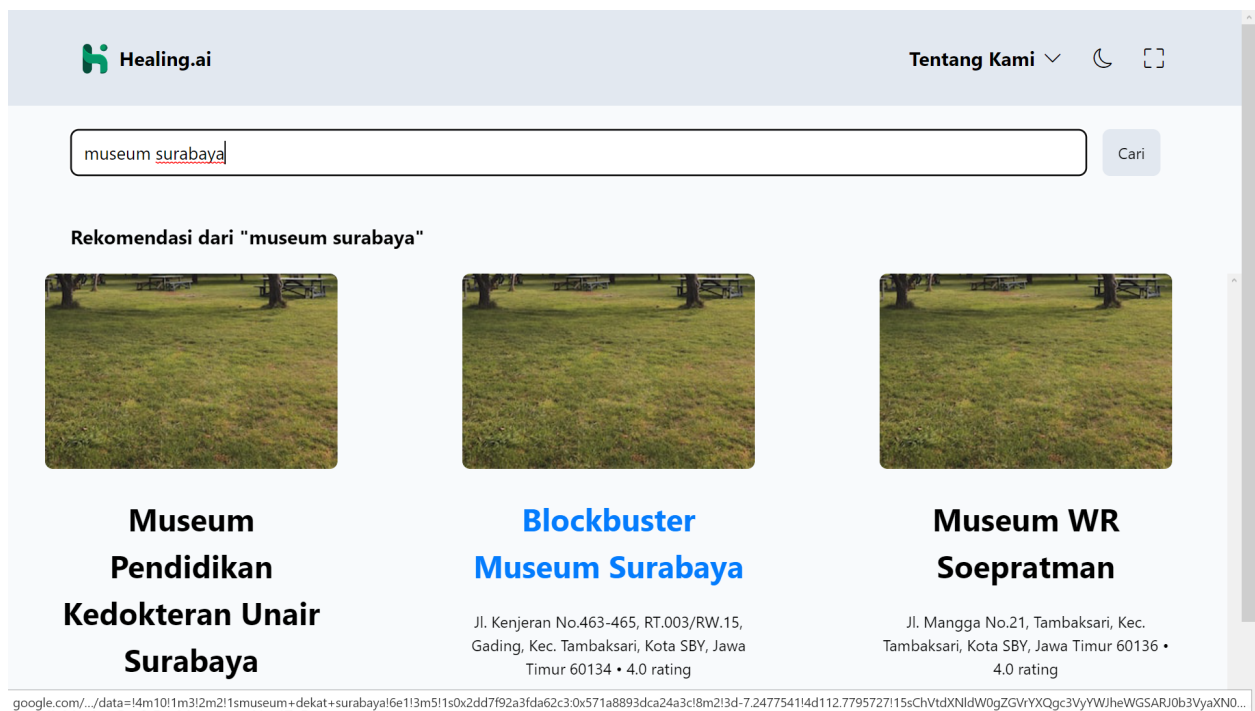 Healing.ai
Tentang Kami
museum surabaya
Cari
Rekomendasi dari "museum surabaya"
Museum
Pendidikan
Kedokteran Unair
Surabaya
Blockbuster
Museum Surabaya
Jl. Kenjeran No.463-465, RT.003/RW.15,
Gading, Kec. Tambaksari, Kota SBY, Jawa
Timur 60134 • 4.0 rating
Museum WR
Soepratman
Jl. Mangga No.21, Tambaksari, Kec.
Tambaksari, Kota SBY, Jawa Timur 60136 •
4.0 rating
google.com/.../data=!4m10!1m3!2m2!1smuseum+dekat+surabaya!6e1!3m5!1s0x2dd7f92a3fda62c3:0x571a8893dca24a3c!8m2!3d-7.2477541!4d112.7795727!15sChVtdXNldW0gZGVrYXQgc3VyYWJheWGSARJ0b3VyaXN0...